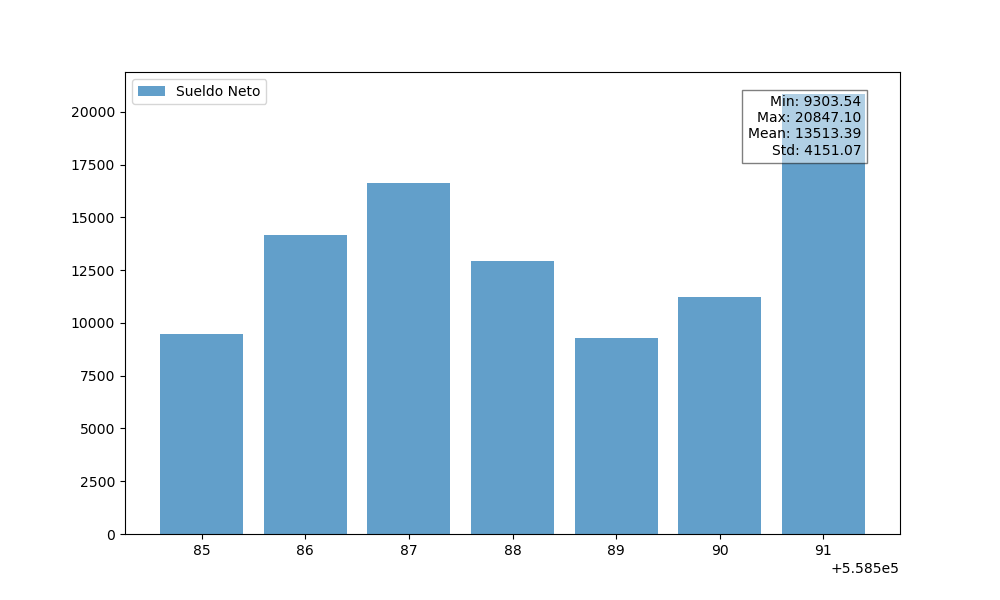 Sueldo Neto
Min: 9303.54
Max: 20847.10
Mean: 13513.39
Std: 4151.07
20000
17500
15000
12500
10000
7500
5000
2500
0
85 86 87 88 89 90 91
+5.585e5